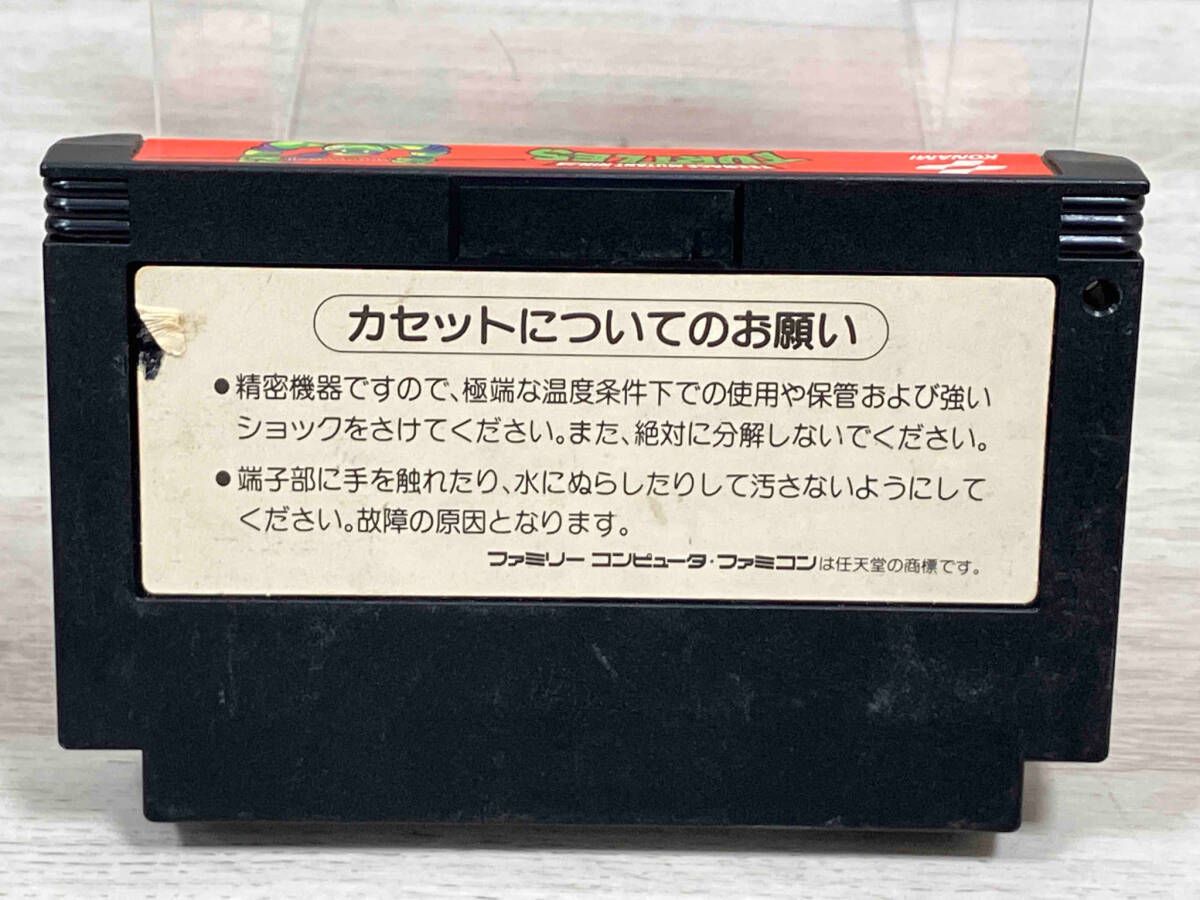 KONAMI
TEENAGE MUTANT NINJA
TURTLES
カセットについてのお願い
●精密機器ですので、極端な温度条件下での使用や保管および強い
ショックをさけてください。また、絶対に分解しないでください。
●端子部に手を触れたり、水にぬらしたりして汚さないようにして
ください。故障の原因となります。
ファミリー コンピュータ・ファミコンは任天堂の商標です。